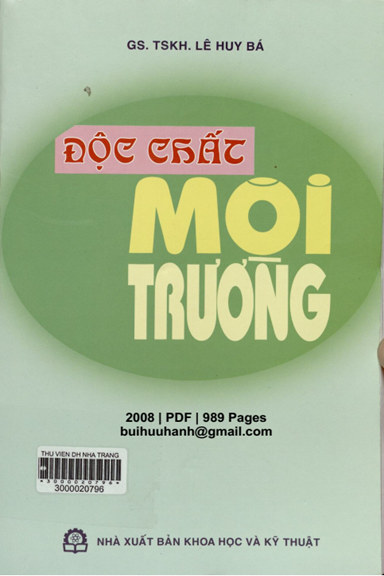 GS. TSKH. LÊ HUY BÁ
ĐỘC CHẤT
MÔI
TRƯỜNG
2008 | PDF | 989 Pages
buihuuhanh@gmail.com
THU VIEN DH NHA TRANG
*3000020796*
3000020796
NHÀ XUẤT BẢN KHOA HỌC VÀ KỸ THUẬT